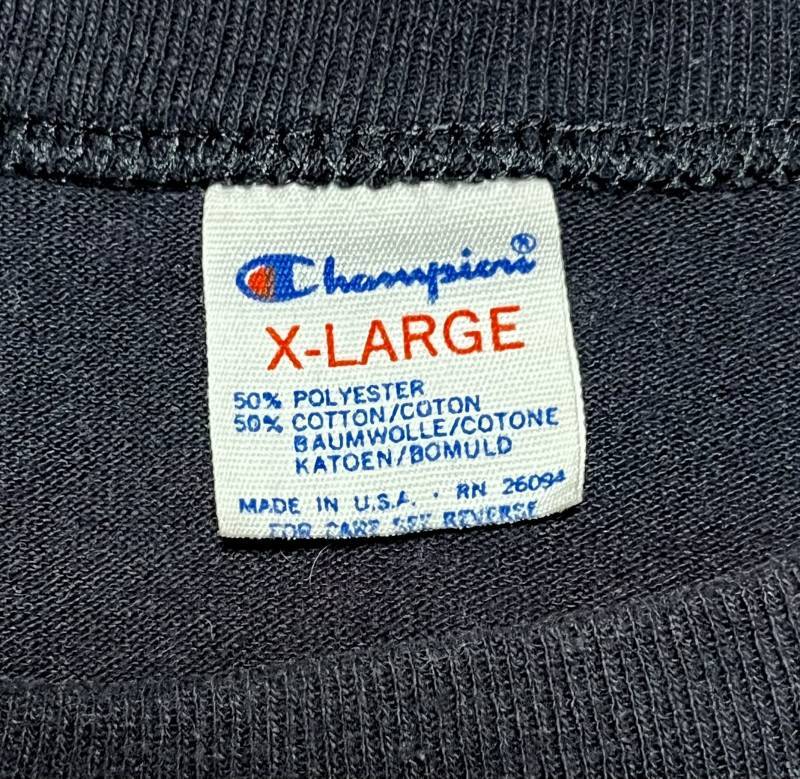 Champion®
X-LARGE
50% POLYESTER
50% COTTON/COTON
BAUMWOLLE/COTONE
KATOEN/BOMULD
MADE IN U.S.A. · RN 26094
FOR CARE SEE REVERSE